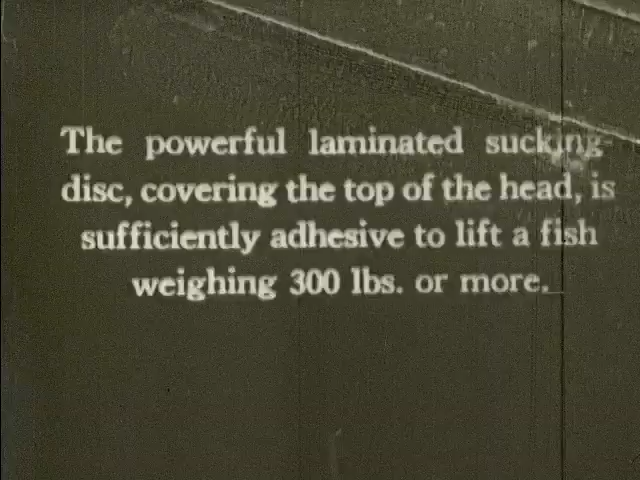 The powerful laminated sucking-
disc, covering the top of the head, is
sufficiently adhesive to lift a fish
weighing 300 lbs. or more.